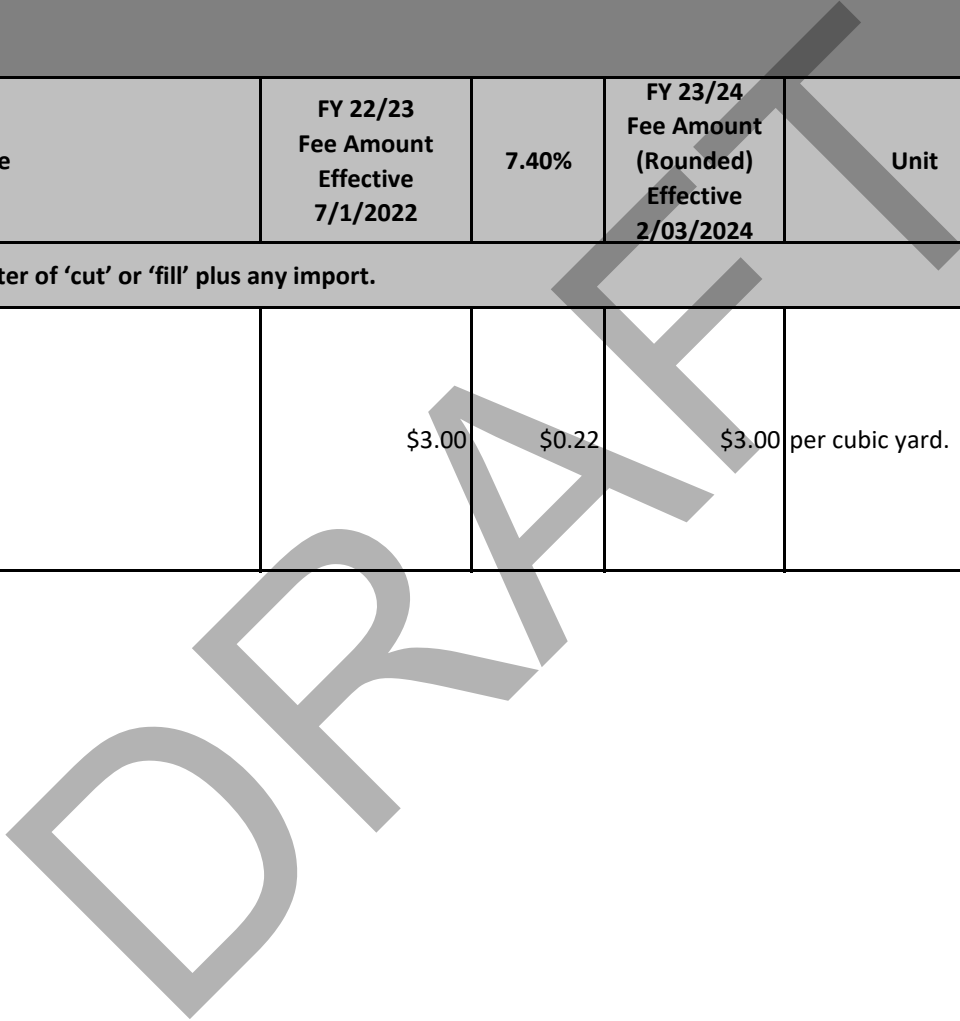 FY 22/23
Fee Amount
Effective
7/1/2022
7.40%
FY 23/24
Fee Amount
(Rounded)
Effective
2/03/2024
Unit
of ‘cut’ or ‘fill’ plus any import.
$3.00 $0.22 $3.00 per cubic yard.
DRAFT